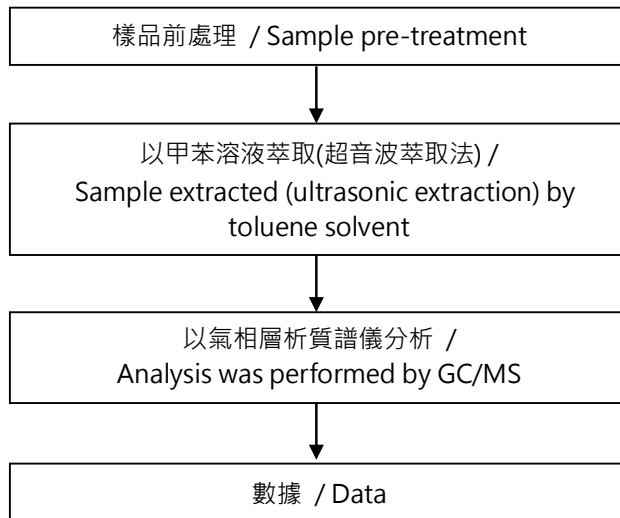 樣品前處理 / Sample pre-treatment
以甲苯溶液萃取(超音波萃取法) /
Sample extracted (ultrasonic extraction) by
toluene solvent
以氣相層析質譜儀分析 /
Analysis was performed by GC/MS
數據 / Data